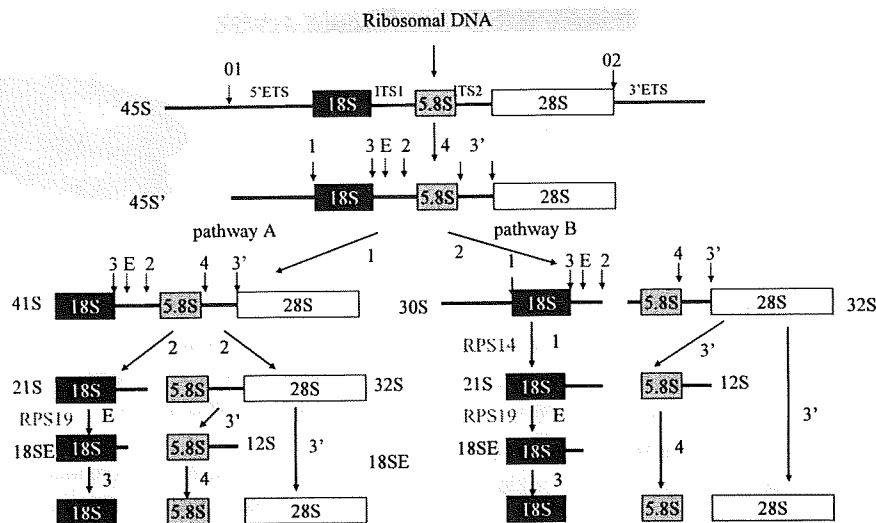 Ribosomal DNA
01 02
5'ETS ITS1 ITS2 3'ETS
45S 18S 5.8S 28S
1 3 E 2 4 3'
45S' 18S 5.8S 28S
pathway A pathway B
1 2
3 E 2 4 3' 1 3 E 2 4 3'
41S 18S 5.8S 28S 30S 18S 5.8S 28S 32S
2 2 RPS14 1 3'
21S 18S 5.8S 28S 32S 21S 18S 5.8S 12S
RPS19 E 3' RPS19 E 3'
18SE 18S 5.8S 12S 3' 18SE 18SE 18S 4
3 4 3
18S 5.8S 28S 18S 5.8S 28S